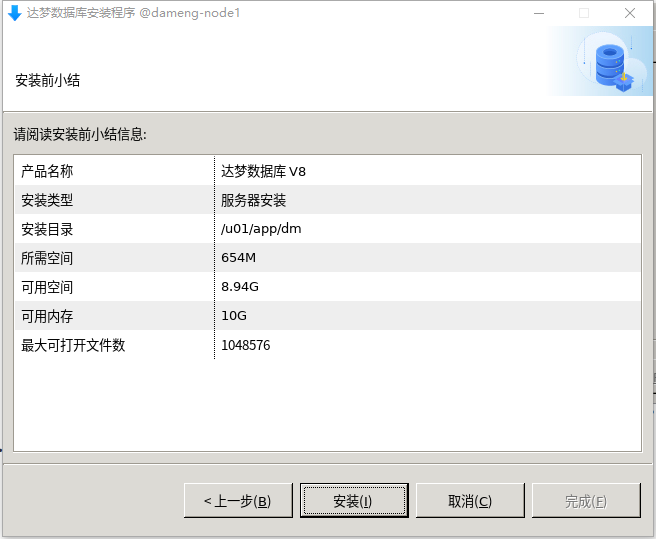 达梦数据库安装程序 @dameng-node1
安装前小结
请阅读安装前小结信息:
产品名称 达梦数据库 V8
安装类型 服务器安装
安装目录 /u01/app/dm
所需空间 654M
可用空间 8.94G
可用内存 10G
最大可打开文件数 1048576
< 上一步(B) 安装(I) 取消(C) 完成(F)